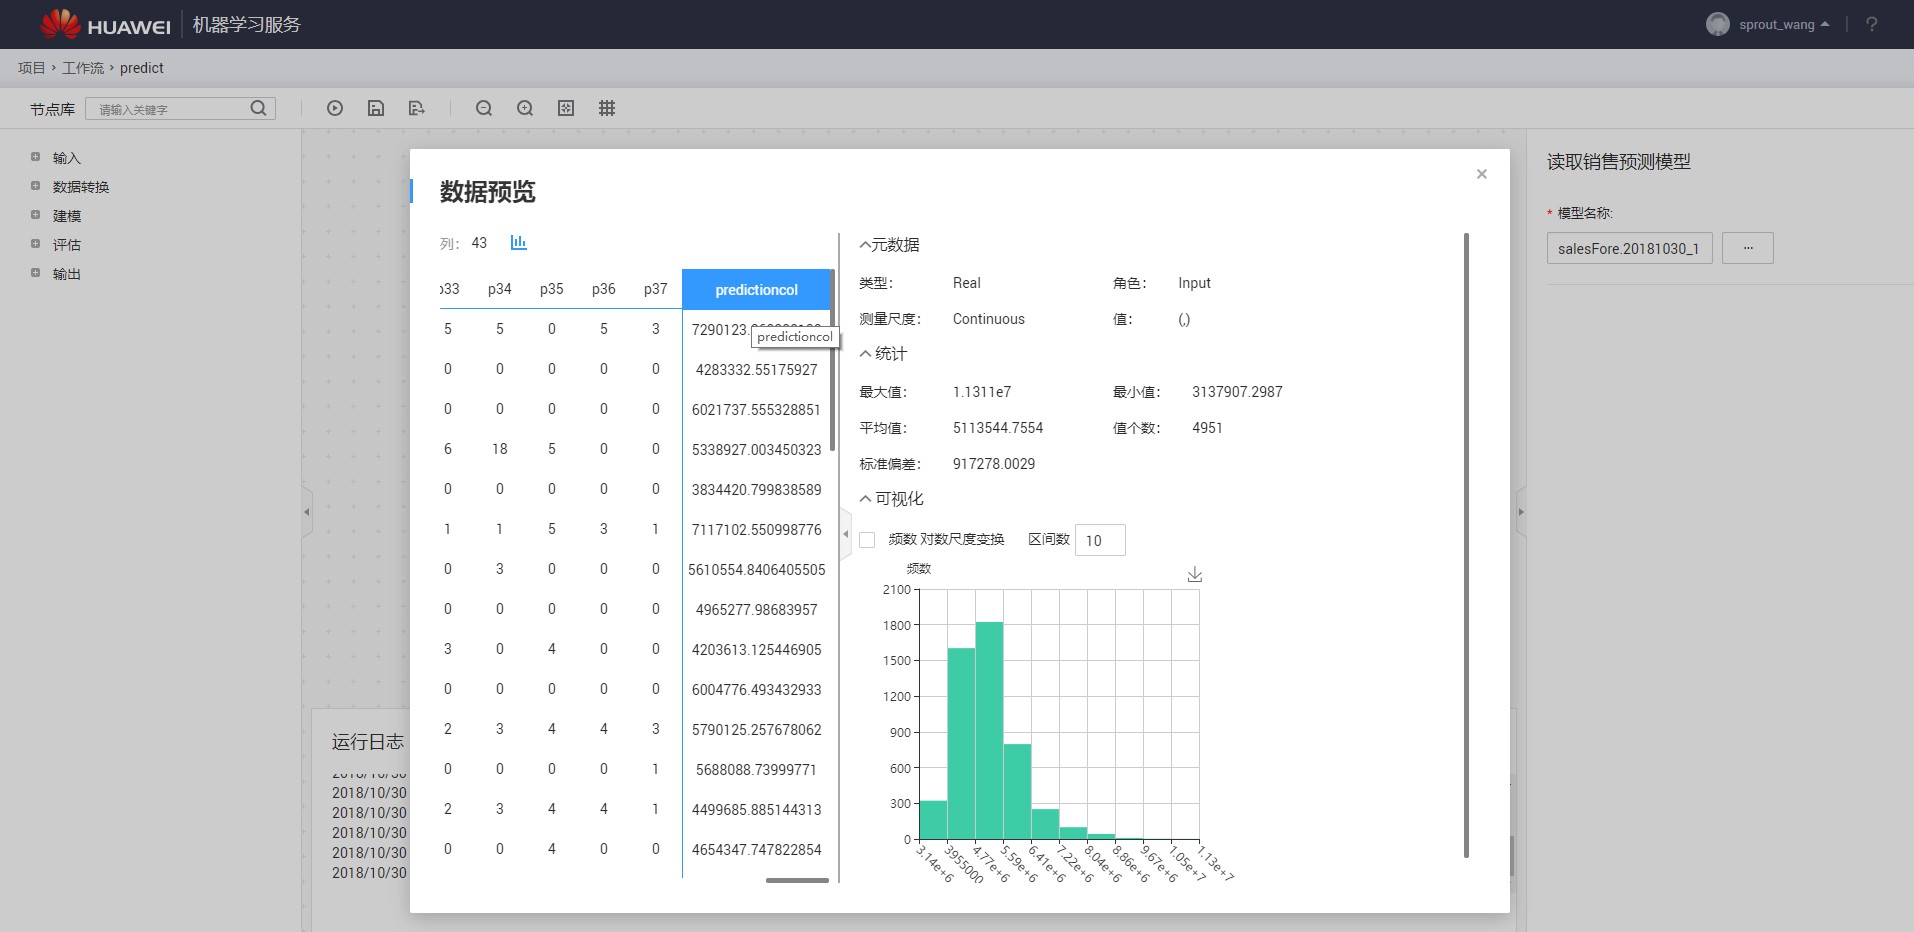 HUAWEI 机器学习服务 sprout_wang ?
项目 › 工作流 › predict
节点库 请输入关键字
输入
数据转换
建模
评估
输出
读取销售预测模型
* 模型名称:
salesFore.20181030_1 ...
数据预览 ×
列: 43
p33 p34 p35 p36 p37 predictioncol
5 5 0 5 3 7290123.
predictioncol
0 0 0 0 0 4283332.55175927
0 0 0 0 0 6021737.555328851
6 18 5 0 0 5338927.003450323
0 0 0 0 0 3834420.799838589
1 1 5 3 1 7117102.550998776
0 3 0 0 0 5610554.8406405505
0 0 0 0 0 4965277.98683957
3 0 4 0 0 4203613.125446905
0 0 0 0 0 6004776.493432933
2 3 4 4 3 5790125.257678062
0 0 0 0 1 5688088.73999771
2 3 4 4 1 4499685.885144313
0 0 4 0 0 4654347.747822854
元数据
类型: Real 角色: Input
测量尺度: Continuous 值: (,)
统计
最大值: 1.1311e7 最小值: 3137907.2987
平均值: 5113544.7554 值个数: 4951
标准偏差: 917278.0029
可视化
频数 对数尺度变换 区间数 10
频数
2100
1800
1500
1200
900
600
300
0
3.14e+6 3955000 4.77e+6 5.59e+6 6.41e+6 7.22e+6 8.04e+6 8.86e+6 9.67e+6 1.05e+7 1.13e+7
运行日志
2018/10/30
2018/10/30
2018/10/30
2018/10/30
2018/10/30
2018/10/30